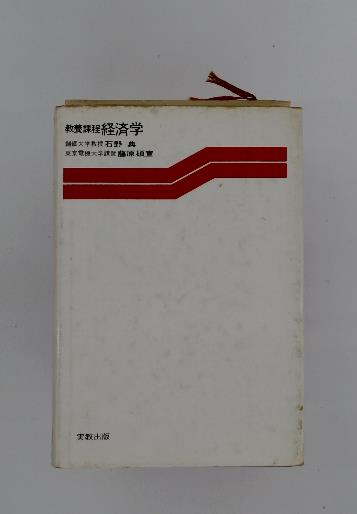 教養課程 経済学
創価大学教授 石野 典
東京電機大学講師 藤原頑重
実教出版